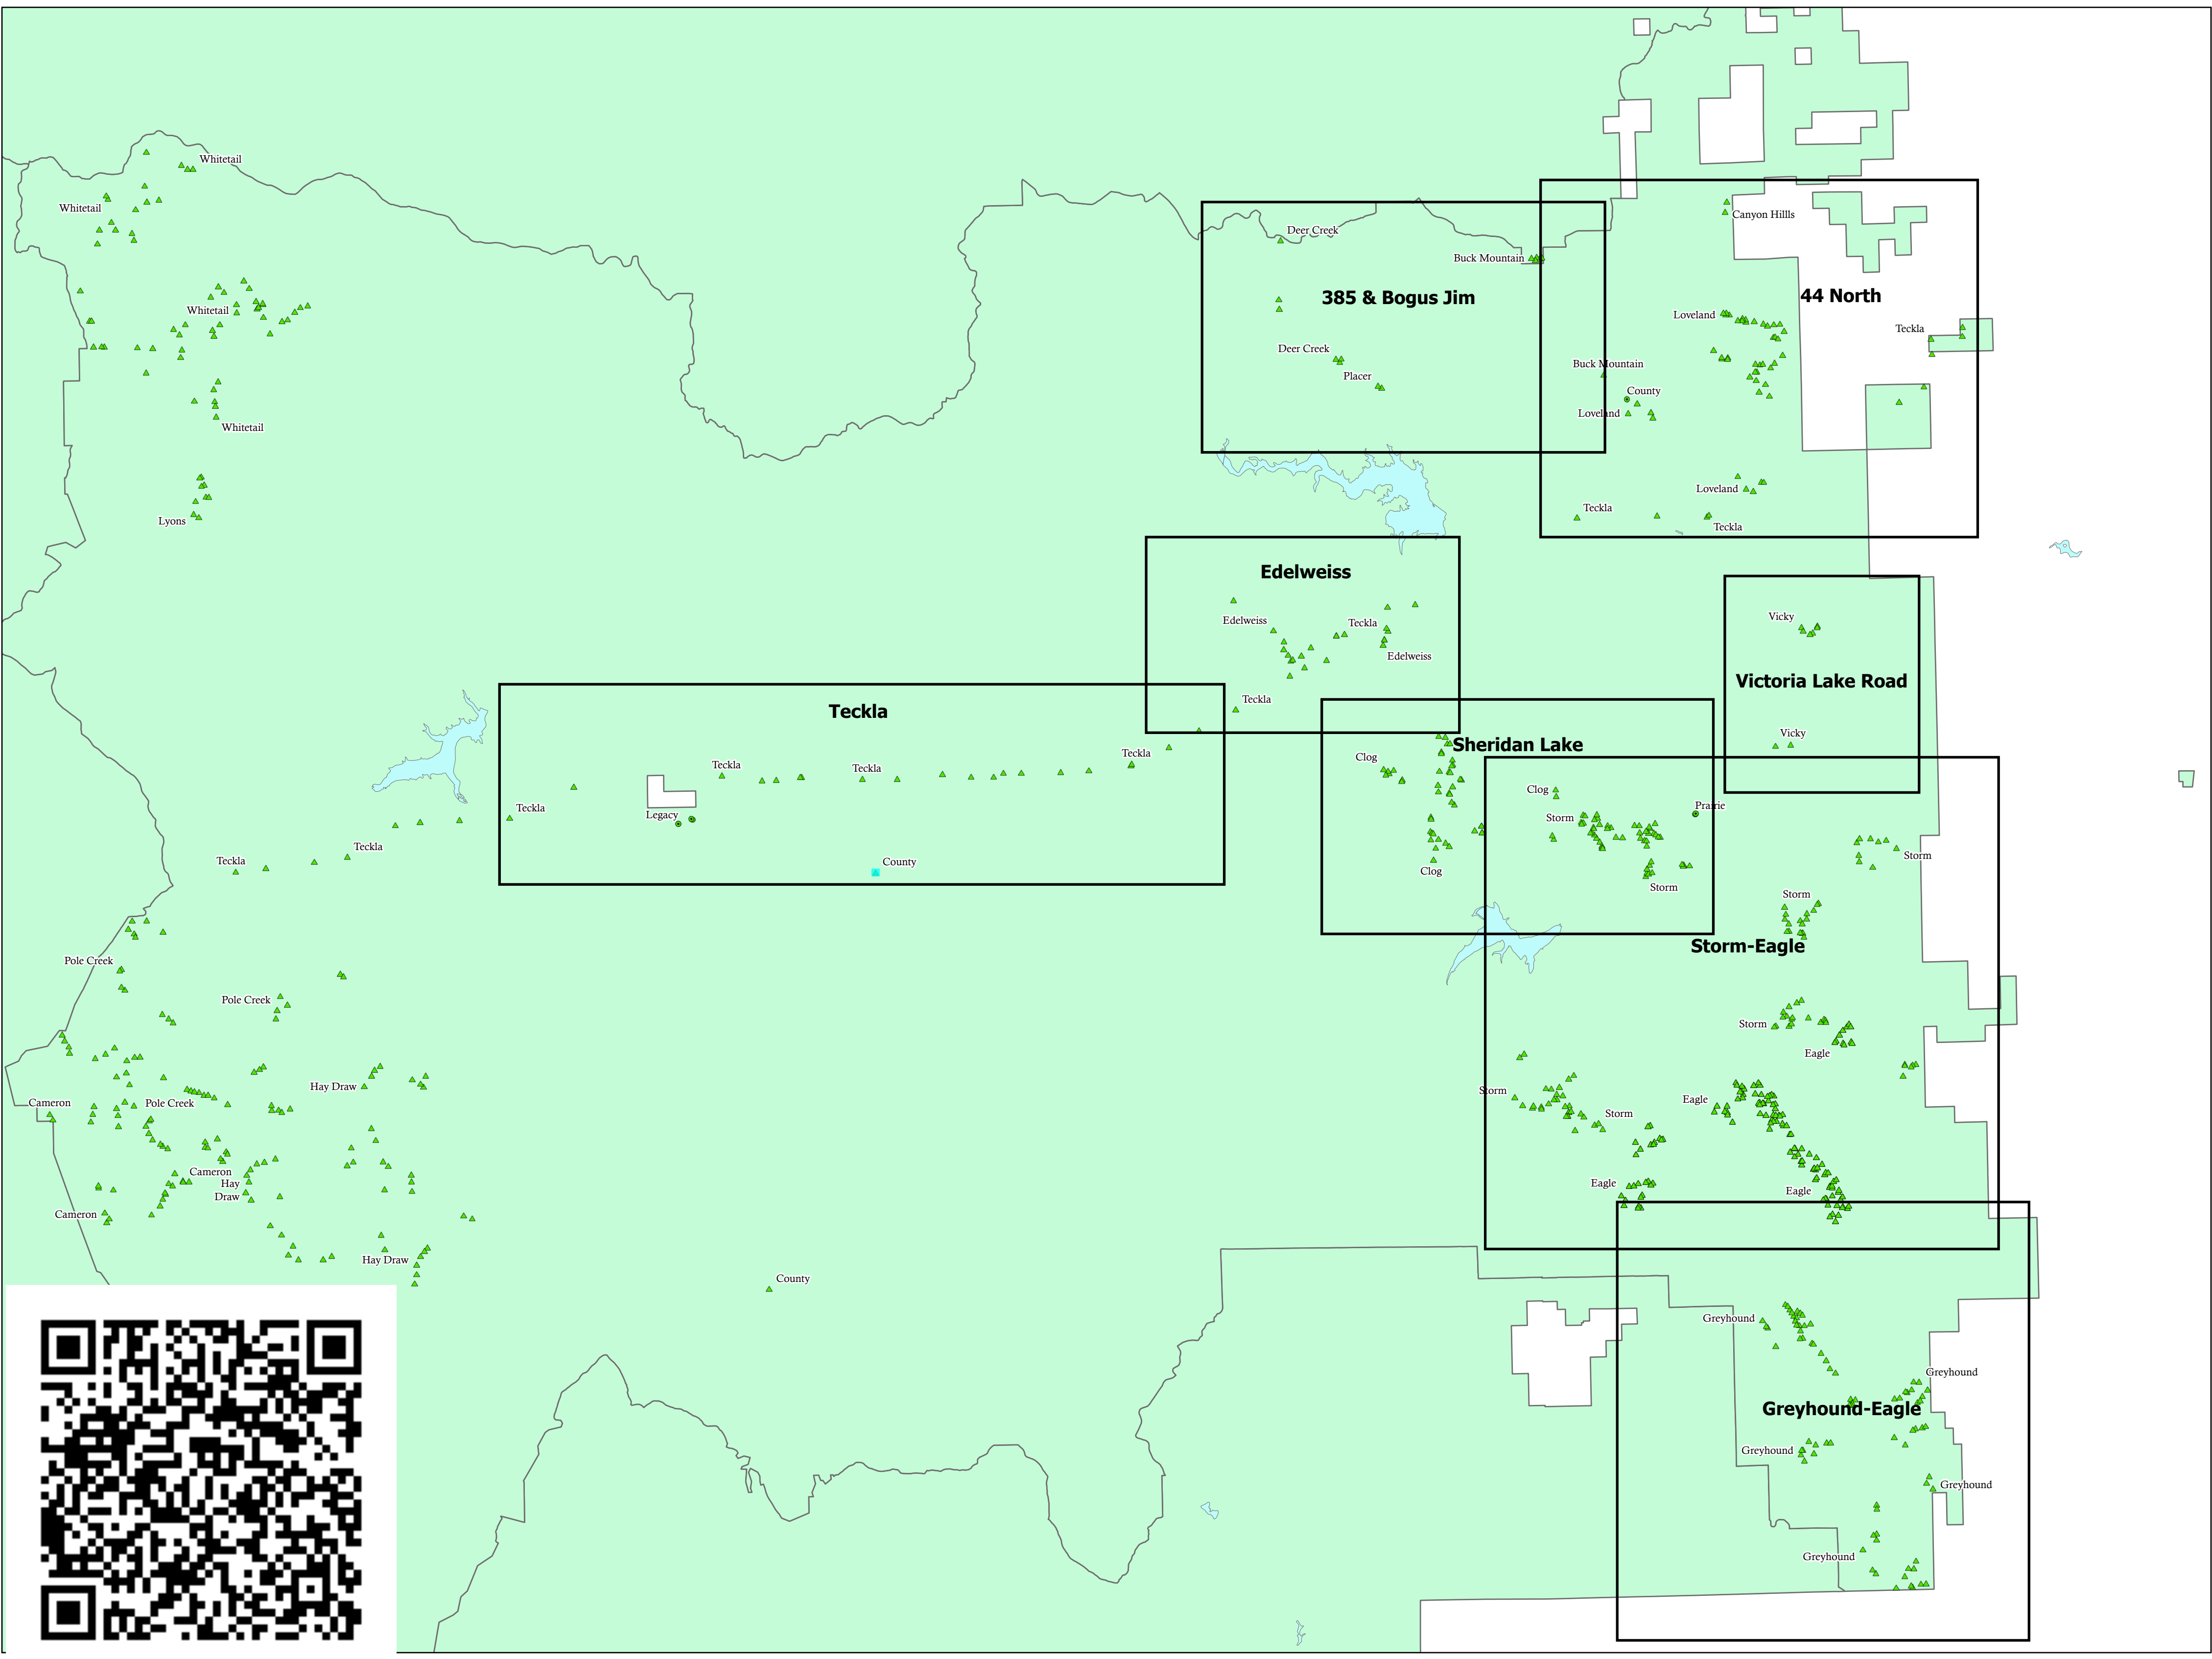 Whitetail
Whitetail
Canyon Hillls
Deer Creek
Buck Mountain
385 & Bogus Jim
44 North
Whitetail
Loveland
Teckla
Deer Creek
Buck Mountain
Placer
County
Loveland
Whitetail
Loveland
Teckla
Lyons
Teckla
Edelweiss
Edelweiss
Teckla
Vicky
Edelweiss
Victoria Lake Road
Teckla
Teckla
Vicky
Sheridan Lake
Teckla
Clog
Teckla
Teckla
Clog
Prairie
Teckla
Legacy
Storm
Teckla
Teckla
County
Storm
Clog
Storm
Storm
Storm-Eagle
Pole Creek
Pole Creek
Storm
Eagle
Hay Draw
Storm
Eagle
Cameron
Pole Creek
Storm
Cameron
Hay
Draw
Eagle
Eagle
Cameron
Hay Draw
County
Greyhound
Greyhound
Greyhound-Eagle
Greyhound
Greyhound
Greyhound